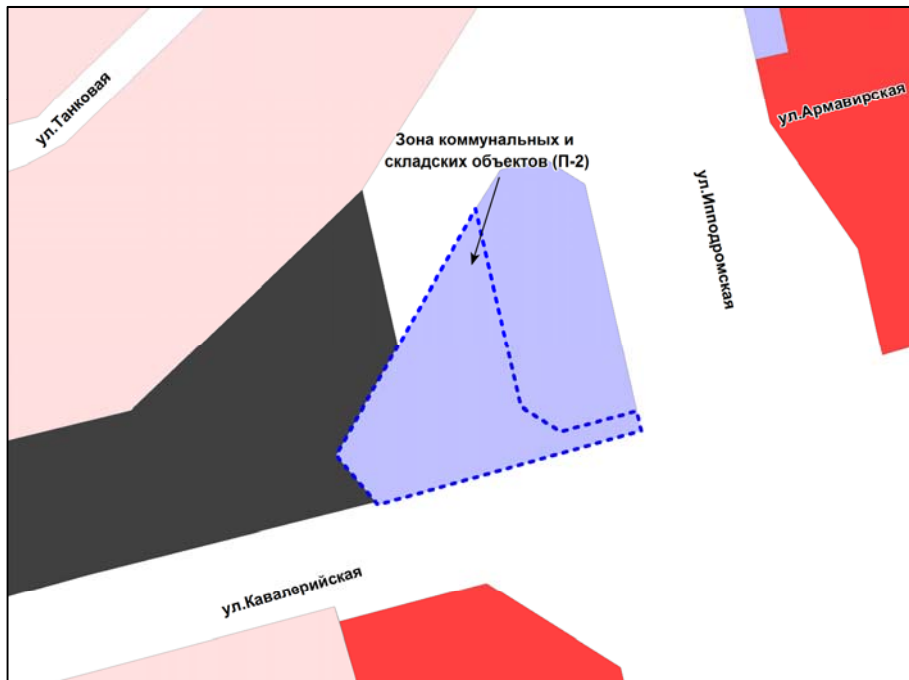 ул.Танковая
ул.Армавирская
Зона коммунальных и
складских объектов (П-2)
ул.Ипподромская
ул.Кавалерийская